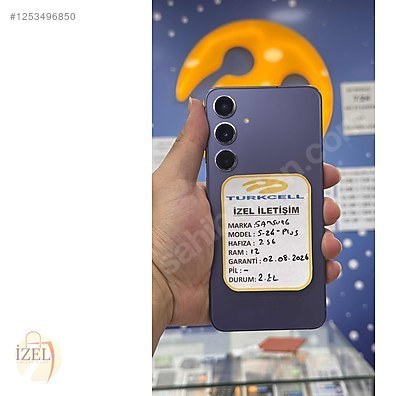 #1253496850
TURKCELL
İZEL İLETİŞİM
MARKA : SAMSUNG
MODEL : S-26-Plus
HAFIZA : 256
RAM : 12
GARANTİ : 02.08.2026
PİL : -
DURUM : 2.EL
İZEL